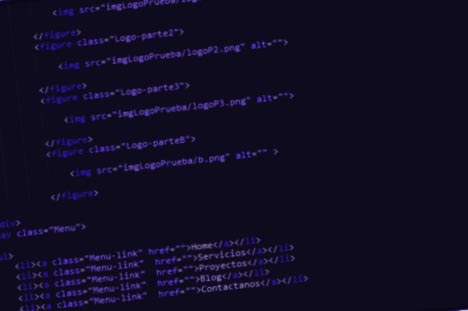 <img src="imgLogoPrueba/
</figure>
<figure class="Logo-parte2">
<img src="imgLogoPrueba/logoP2.png" alt="">
</figure>
<figure class="Logo-parte3">
<img src="imgLogoPrueba/logoP3.png" alt="">
</figure>
<figure class="Logo-parteB">
<img src="imgLogoPrueba/b.png" alt="" >
</figure>
div>
av class="Menu">
ul>
<li><a class="Menu-link" href="">Home</a></li>
<li><a class="Menu-link" href="">Servicios</a></li>
<li><a class="Menu-link" href="">Proyectos</a></li>
<li><a class="Menu-link" href="">Blog</a></li>
<li><a class="Menu-link" href="">Contactanos</a></li>